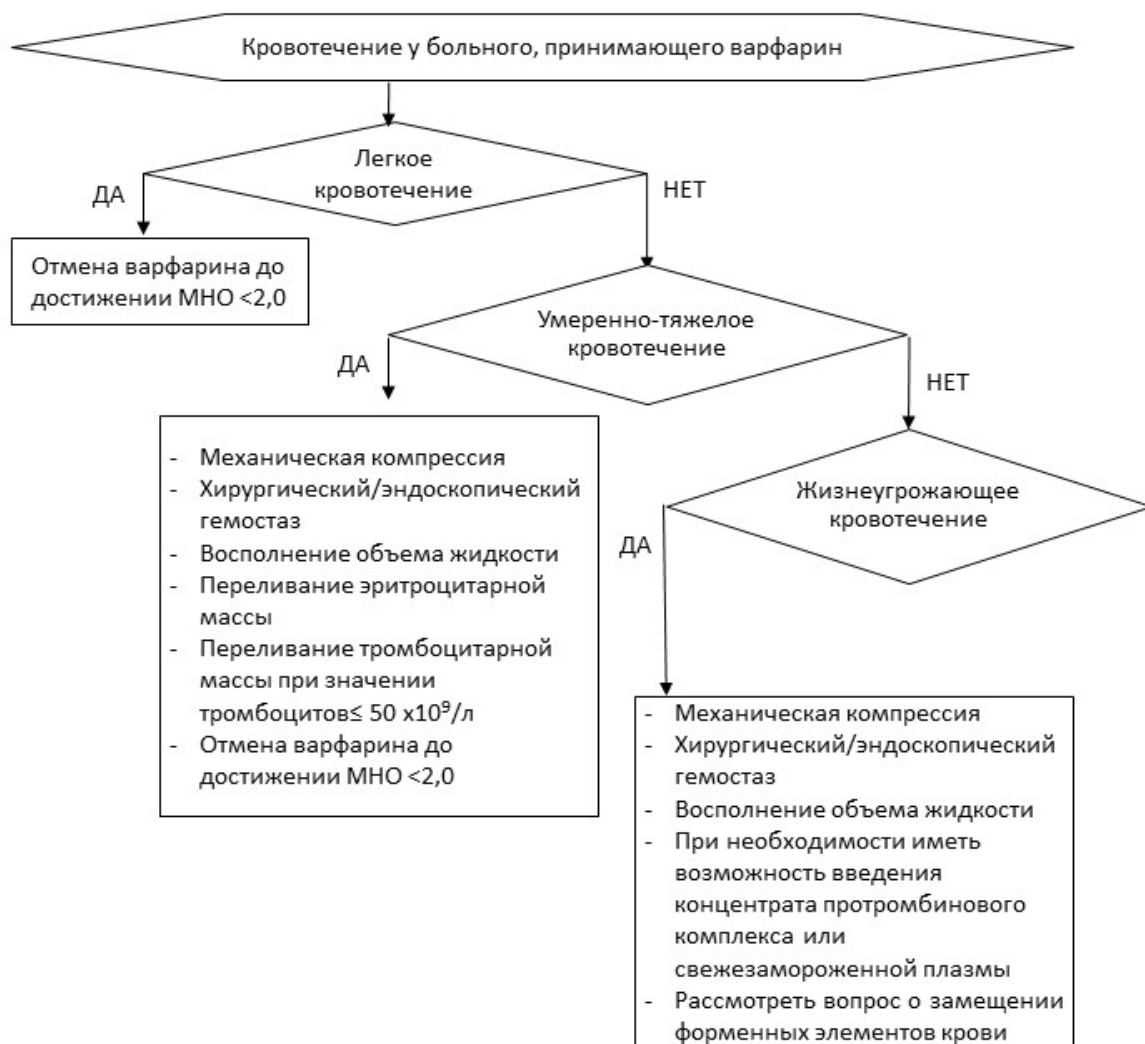 Кровотечение у больного, принимающего варфарин
Легкое
кровотечение
ДА
НЕТ
Отмена варфарина до
достижении МНО <2,0
Умеренно-тяжелое
кровотечение
ДА
НЕТ
- Механическая компрессия
- Хирургический/эндоскопический
гемостаз
- Восполнение объема жидкости
- Переливание эритроцитарной
массы
- Переливание тромбоцитарной
массы при значении
тромбоцитов≤ 50 х10⁹/л
- Отмена варфарина до
достижении МНО <2,0
Жизнеугрожающее
кровотечение
ДА
- Механическая компрессия
- Хирургический/эндоскопический
гемостаз
- Восполнение объема жидкости
- При необходимости иметь
возможность введения
концентрата протромбинового
комплекса или
свежезамороженной плазмы
- Рассмотреть вопрос о замещении
форменных элементов крови